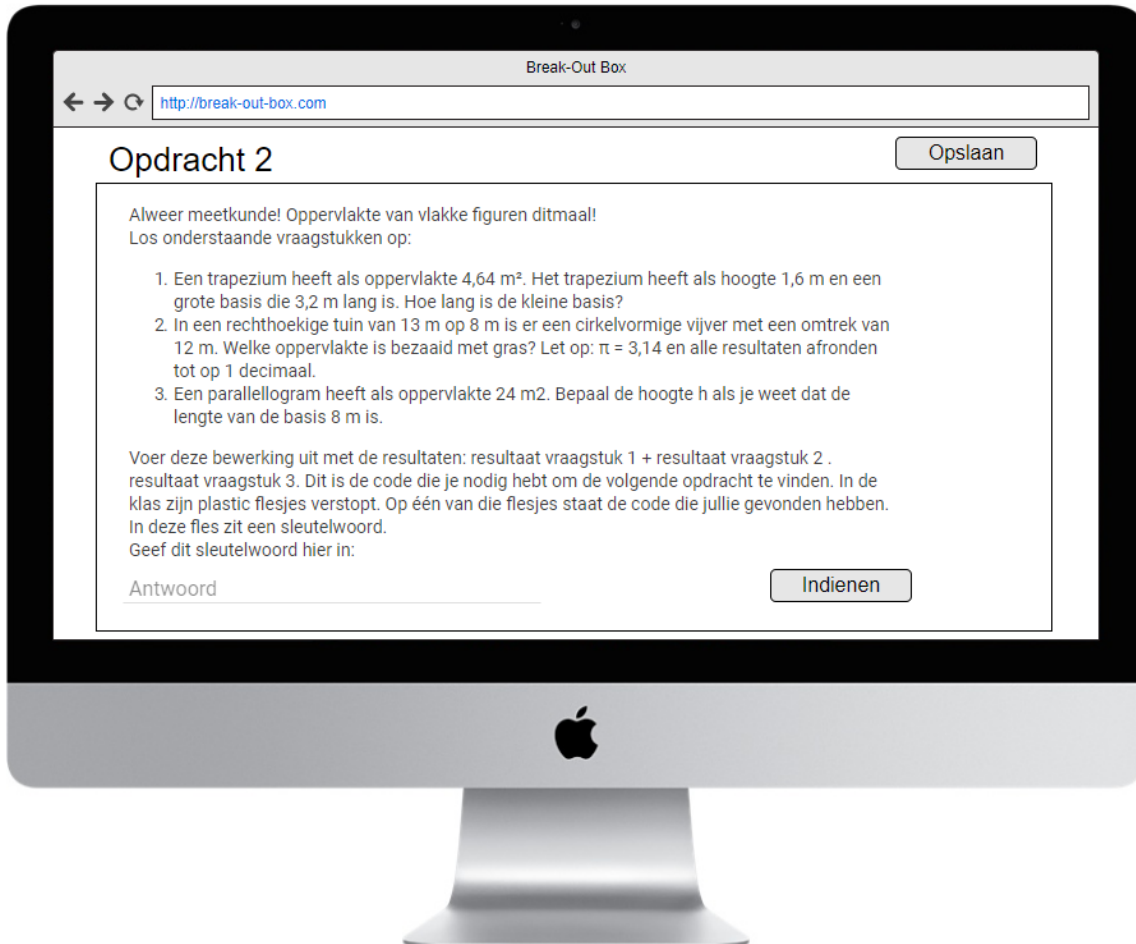 Break-Out Box
http://break-out-box.com
Opdracht 2
Opslaan
Alweer meetkunde! Oppervlakte van vlakke figuren ditmaal!
Los onderstaande vraagstukken op:
1. Een trapezium heeft als oppervlakte 4,64 m². Het trapezium heeft als hoogte 1,6 m en een
grote basis die 3,2 m lang is. Hoe lang is de kleine basis?
2. In een rechthoekige tuin van 13 m op 8 m is er een cirkelvormige vijver met een omtrek van
12 m. Welke oppervlakte is bezaaid met gras? Let op: π = 3,14 en alle resultaten afronden
tot op 1 decimaal.
3. Een parallellogram heeft als oppervlakte 24 m2. Bepaal de hoogte h als je weet dat de
lengte van de basis 8 m is.
Voer deze bewerking uit met de resultaten: resultaat vraagstuk 1 + resultaat vraagstuk 2 .
resultaat vraagstuk 3. Dit is de code die je nodig hebt om de volgende opdracht te vinden. In de
klas zijn plastic flesjes verstopt. Op één van die flesjes staat de code die jullie gevonden hebben.
In deze fles zit een sleutelwoord.
Geef dit sleutelwoord hier in:
Antwoord
Indienen